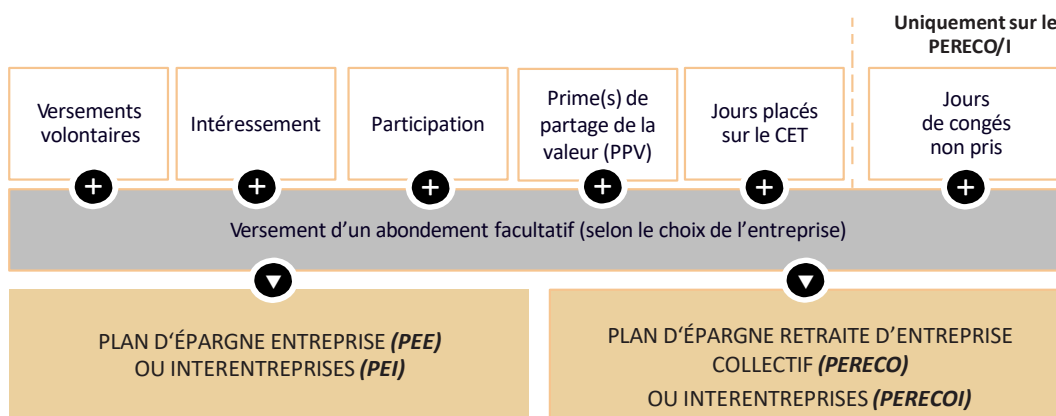 Uniquement sur le
PERECO/I
Versements
volontaires
Intéressement
Participation
Prime(s) de
partage de la
valeur (PPV)
Jours placés
sur le CET
Jours
de congés
non pris
Versement d’un abondement facultatif (selon le choix de l’entreprise)
PLAN D‘ÉPARGNE ENTREPRISE (PEE)
OU INTERENTREPRISES (PEI)
PLAN D‘ÉPARGNE RETRAITE D’ENTREPRISE
COLLECTIF (PERECO)
OU INTERENTREPRISES (PERECOI)